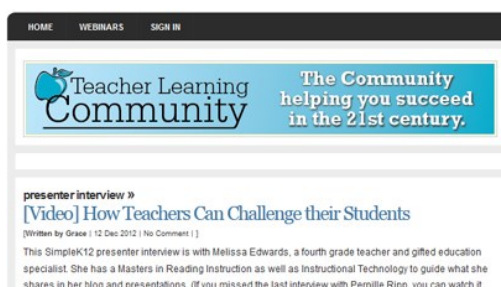 HOME WEBINARS SIGN IN
Teacher Learning
Community
The Community
helping you succeed
in the 21st century.
presenter interview »
[Video] How Teachers Can Challenge their Students
[Written by Grace | 12 Dec 2012 | No Comment | ]
This SimpleK12 presenter interview is with Melissa Edwards, a fourth grade teacher and gifted education
specialist. She has a Masters in Reading Instruction as well as Instructional Technology to guide what she
shares in her blog and presentations. (If you missed the last interview with Pernille Ripp, you can watch it